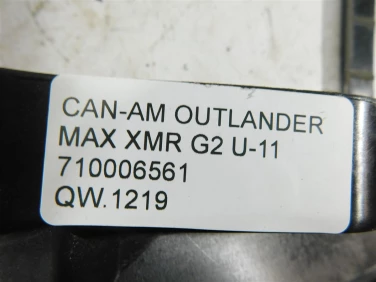 CAN-AM OUTLANDER
MAX XMR G2 U-11
710006561
QW.1219